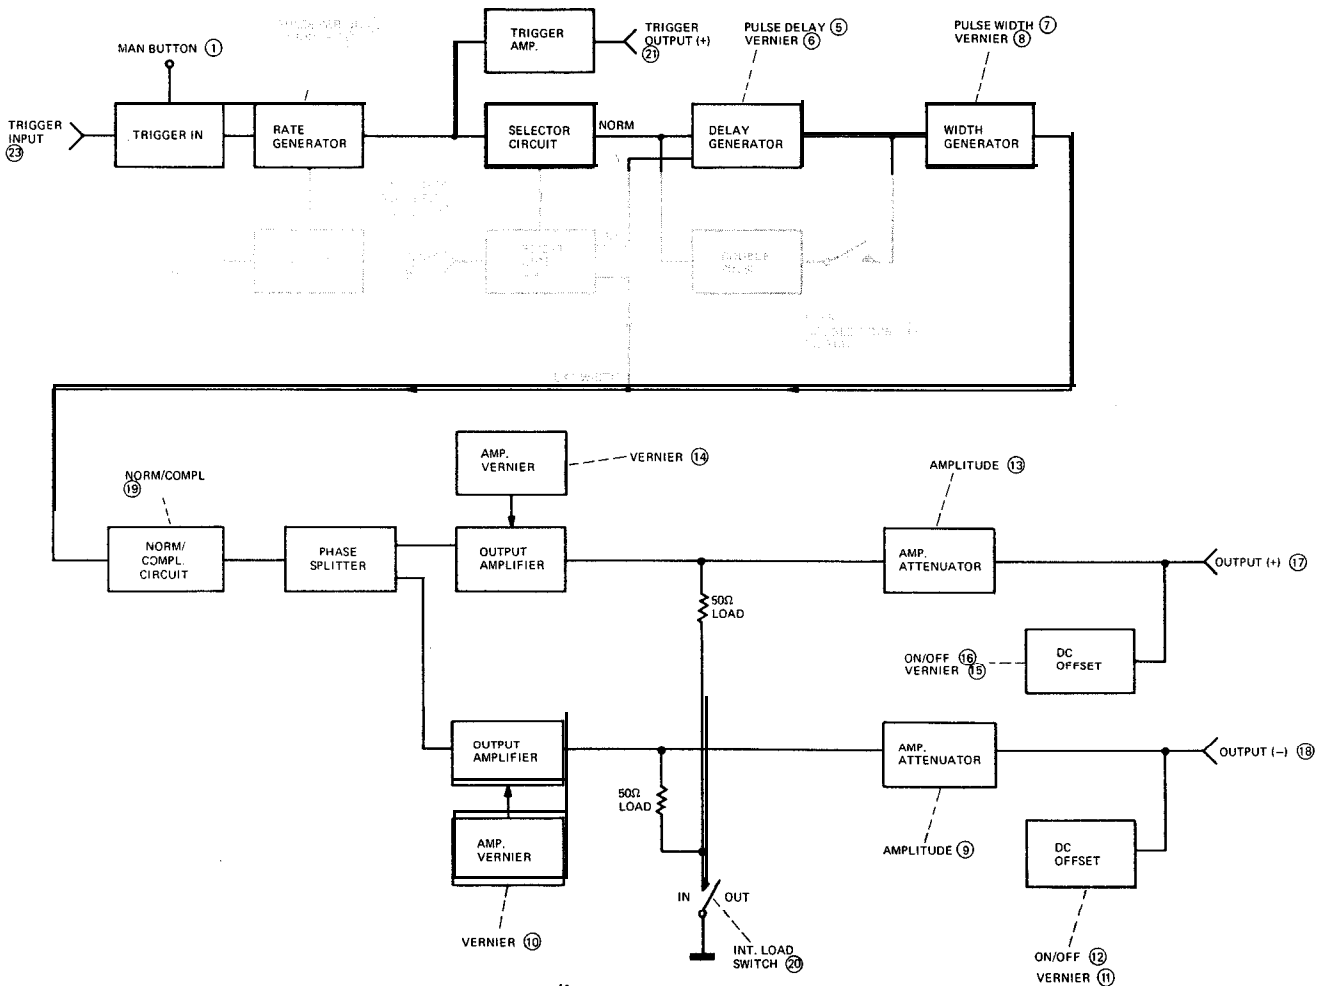 MAN BUTTON ①
TRIGGER INPUT
㉓
TRIGGER IN
RATE GENERATOR
TRIGGER AMP.
TRIGGER OUTPUT (+)
㉑
SELECTOR CIRCUIT
NORM
PULSE DELAY ⑤
VERNIER ⑥
DELAY GENERATOR
PULSE WIDTH ⑦
VERNIER ⑧
WIDTH GENERATOR
AMP. VERNIER
VERNIER ⑭
NORM/COMPL
⑲
NORM/ COMPL. CIRCUIT
PHASE SPLITTER
OUTPUT AMPLIFIER
50Ω LOAD
AMPLITUDE ⑬
AMP. ATTENUATOR
OUTPUT (+) ⑰
ON/OFF ⑯
VERNIER ⑮
DC OFFSET
OUTPUT AMPLIFIER
50Ω LOAD
AMP. ATTENUATOR
OUTPUT (−) ⑱
AMP. VERNIER
VERNIER ⑩
IN
OUT
INT. LOAD
SWITCH ⑳
AMPLITUDE ⑨
DC OFFSET
ON/OFF ⑫
VERNIER ⑪